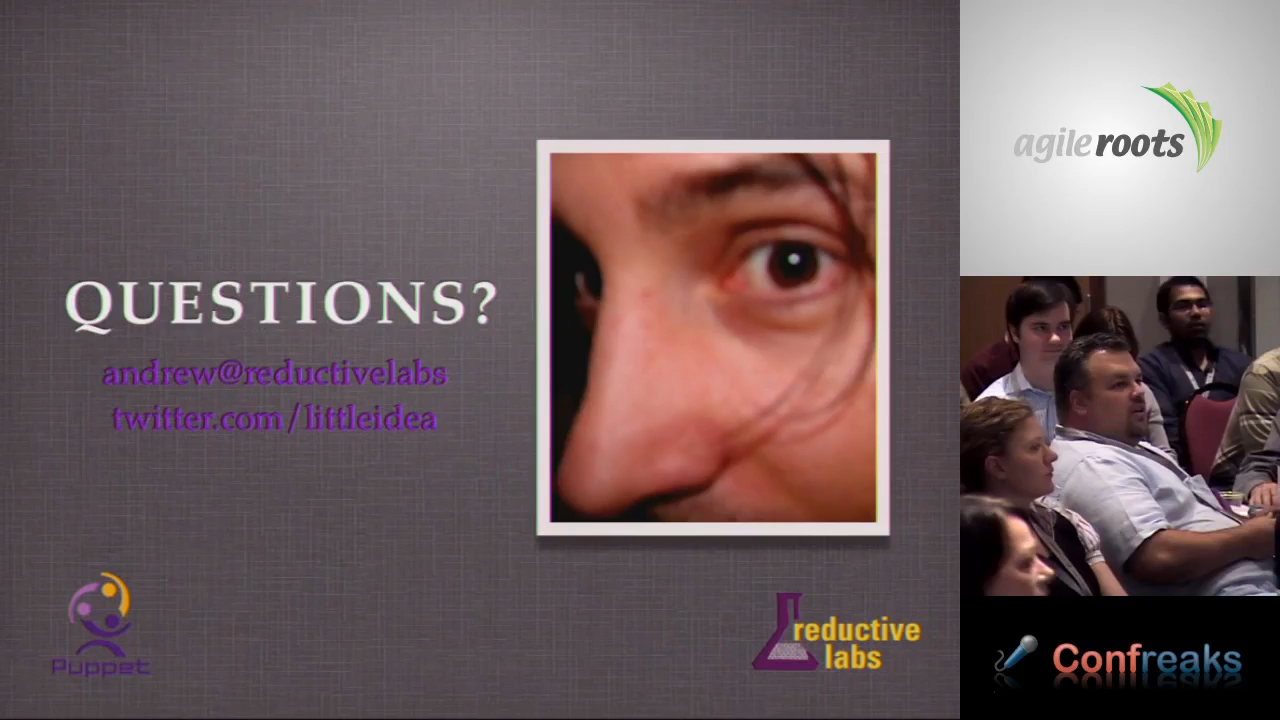 QUESTIONS?
andrew@reductivelabs
twitter.com/littleidea
Puppet
reductive
labs
agile roots
Confreaks